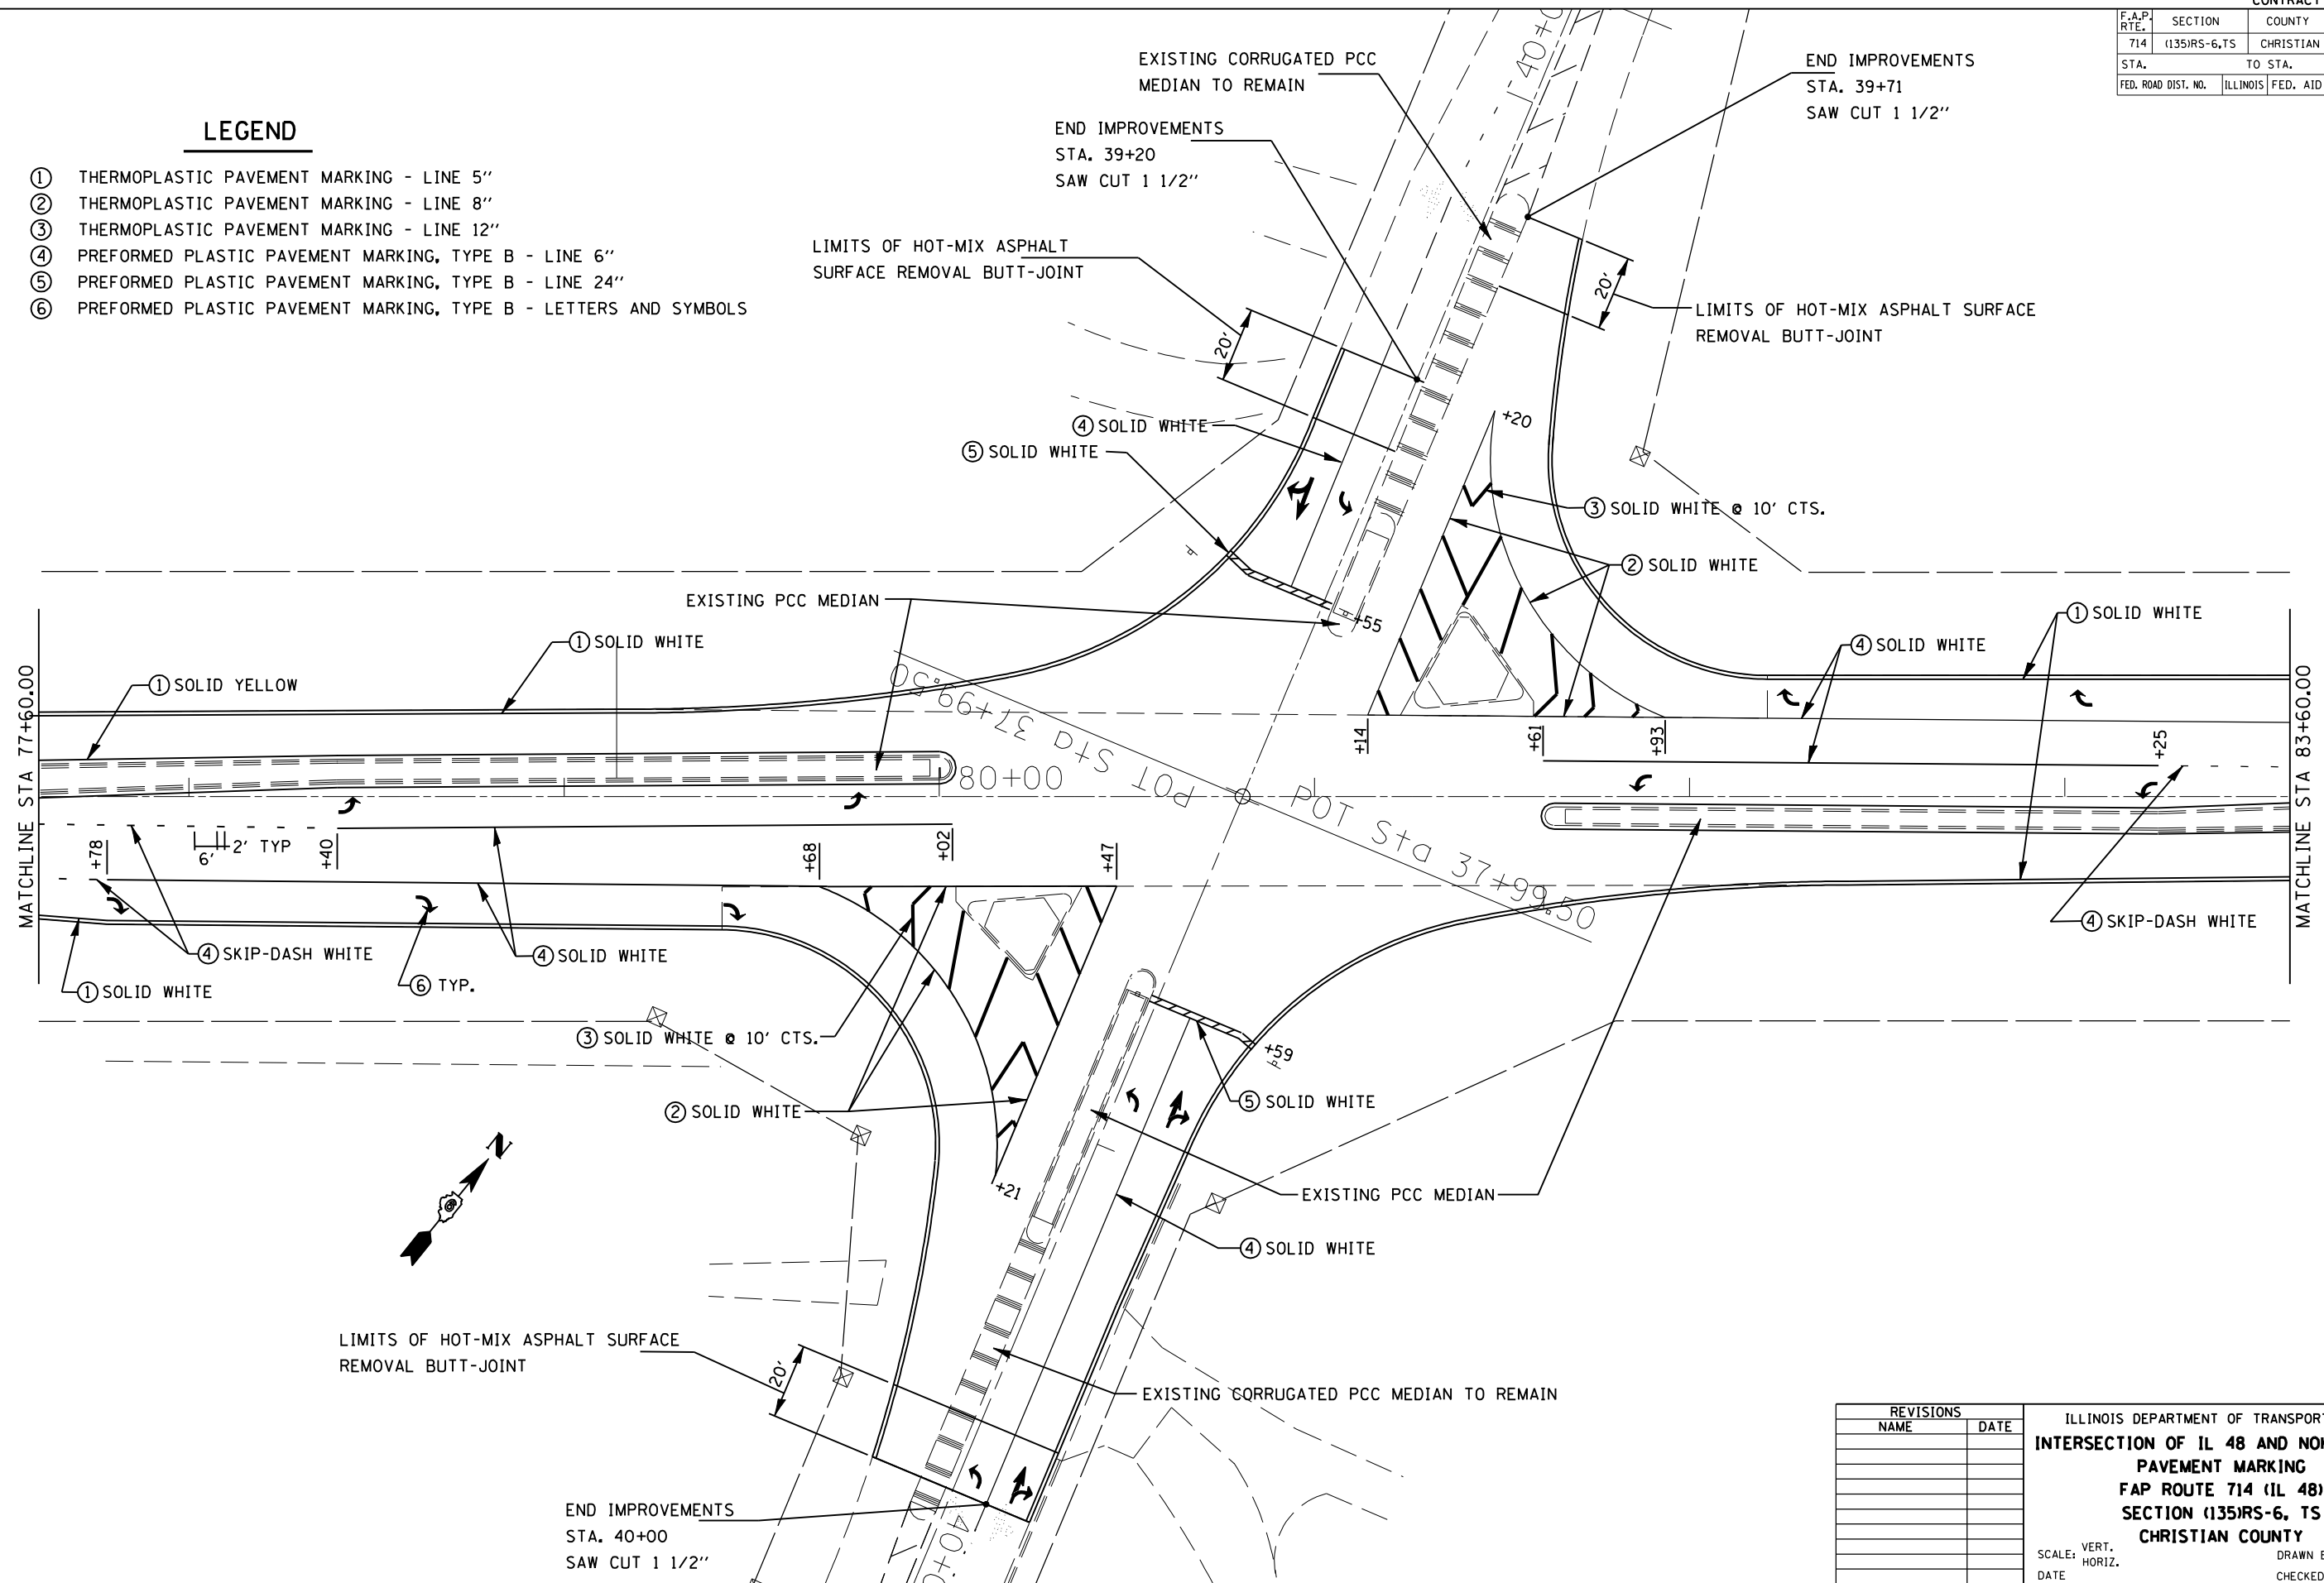 CONTRACT
F.A.P. RTE. SECTION COUNTY
714 (135)RS-6,TS CHRISTIAN
STA. TO STA.
FED. ROAD DIST. NO. ILLINOIS FED. AID
LEGEND
① THERMOPLASTIC PAVEMENT MARKING - LINE 5''
② THERMOPLASTIC PAVEMENT MARKING - LINE 8''
③ THERMOPLASTIC PAVEMENT MARKING - LINE 12''
④ PREFORMED PLASTIC PAVEMENT MARKING, TYPE B - LINE 6''
⑤ PREFORMED PLASTIC PAVEMENT MARKING, TYPE B - LINE 24''
⑥ PREFORMED PLASTIC PAVEMENT MARKING, TYPE B - LETTERS AND SYMBOLS
EXISTING CORRUGATED PCC
MEDIAN TO REMAIN
END IMPROVEMENTS
STA. 39+71
SAW CUT 1 1/2''
END IMPROVEMENTS
STA. 39+20
SAW CUT 1 1/2''
LIMITS OF HOT-MIX ASPHALT
SURFACE REMOVAL BUTT-JOINT
20'
20'
LIMITS OF HOT-MIX ASPHALT SURFACE
REMOVAL BUTT-JOINT
④ SOLID WHITE
⑤ SOLID WHITE
+20
③ SOLID WHITE @ 10' CTS.
② SOLID WHITE
EXISTING PCC MEDIAN
+55
① SOLID WHITE
① SOLID WHITE
④ SOLID WHITE
① SOLID YELLOW
MATCHLINE STA 77+60.00
MATCHLINE STA 83+60.00
POT Sta 37+99.50
80+00
POT Sta 37+99.50
+14
+61
+93
+25
+78
6'
2' TYP
+40
+68
+02
+47
④ SKIP-DASH WHITE
④ SOLID WHITE
④ SKIP-DASH WHITE
① SOLID WHITE
⑥ TYP.
③ SOLID WHITE @ 10' CTS.
+59
② SOLID WHITE
⑤ SOLID WHITE
N
+21
EXISTING PCC MEDIAN
④ SOLID WHITE
LIMITS OF HOT-MIX ASPHALT SURFACE
REMOVAL BUTT-JOINT
20'
EXISTING CORRUGATED PCC MEDIAN TO REMAIN
END IMPROVEMENTS
STA. 40+00
SAW CUT 1 1/2''
REVISIONS
NAME DATE
ILLINOIS DEPARTMENT OF
INTERSECTION OF IL 48 AND
PAVEMENT MARKING
FAP ROUTE 714 (IL 48)
SECTION (135)RS-6, TS
CHRISTIAN COUNTY
SCALE: VERT.
HORIZ.
DRAWN
DATE
CHECKED